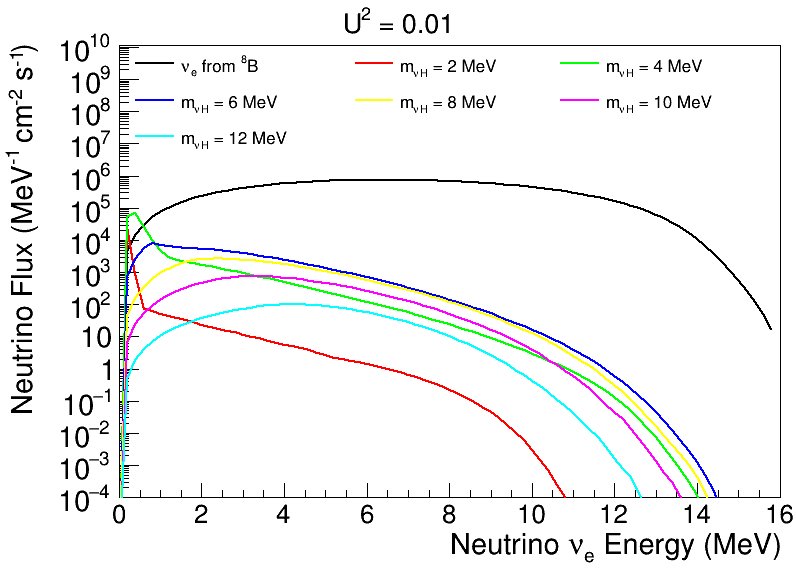 U² = 0.01
Neutrino Flux (MeV⁻¹ cm⁻² s⁻¹)
10¹⁰
10⁹
10⁸
10⁷
10⁶
10⁵
10⁴
10³
10²
10
1
10⁻¹
10⁻²
10⁻³
10⁻⁴
νₑ from ⁸B
m_νH = 2 MeV
m_νH = 4 MeV
m_νH = 6 MeV
m_νH = 8 MeV
m_νH = 10 MeV
m_νH = 12 MeV
0 2 4 6 8 10 12 14 16
Neutrino νₑ Energy (MeV)